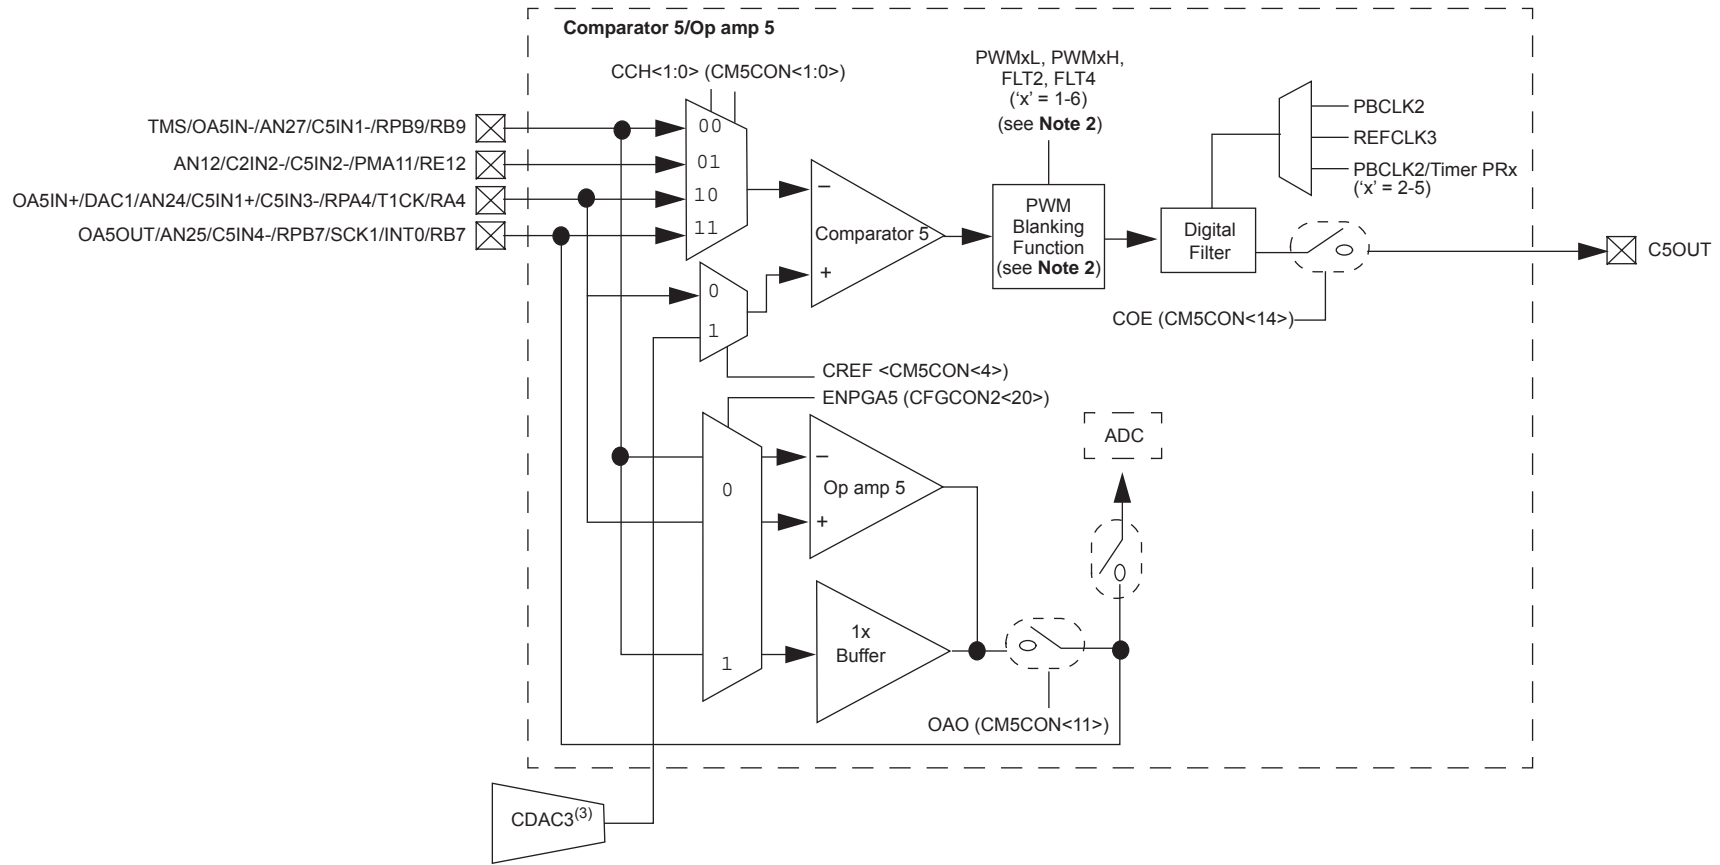 Comparator 5/Op amp 5
CCH<1:0> (CM5CON<1:0>)
PWMxL, PWMxH,
FLT2, FLT4
(‘x’ = 1-6)
(see Note 2)
TMS/OA5IN-/AN27/C5IN1-/RPB9/RB9
AN12/C2IN2-/C5IN2-/PMA11/RE12
OA5IN+/DAC1/AN24/C5IN1+/C5IN3-/RPA4/T1CK/RA4
OA5OUT/AN25/C5IN4-/RPB7/SCK1/INT0/RB7
00
01
10
11
0
1
–
Comparator 5
+
PWM
Blanking
Function
(see Note 2)
Digital
Filter
PBCLK2
REFCLK3
PBCLK2/Timer PRx
(‘x’ = 2-5)
C5OUT
COE (CM5CON<14>)
CREF <CM5CON<4>)
ENPGA5 (CFGCON2<20>)
0
1
–
Op amp 5
+
1x
Buffer
ADC
OAO (CM5CON<11>)
CDAC3(3)